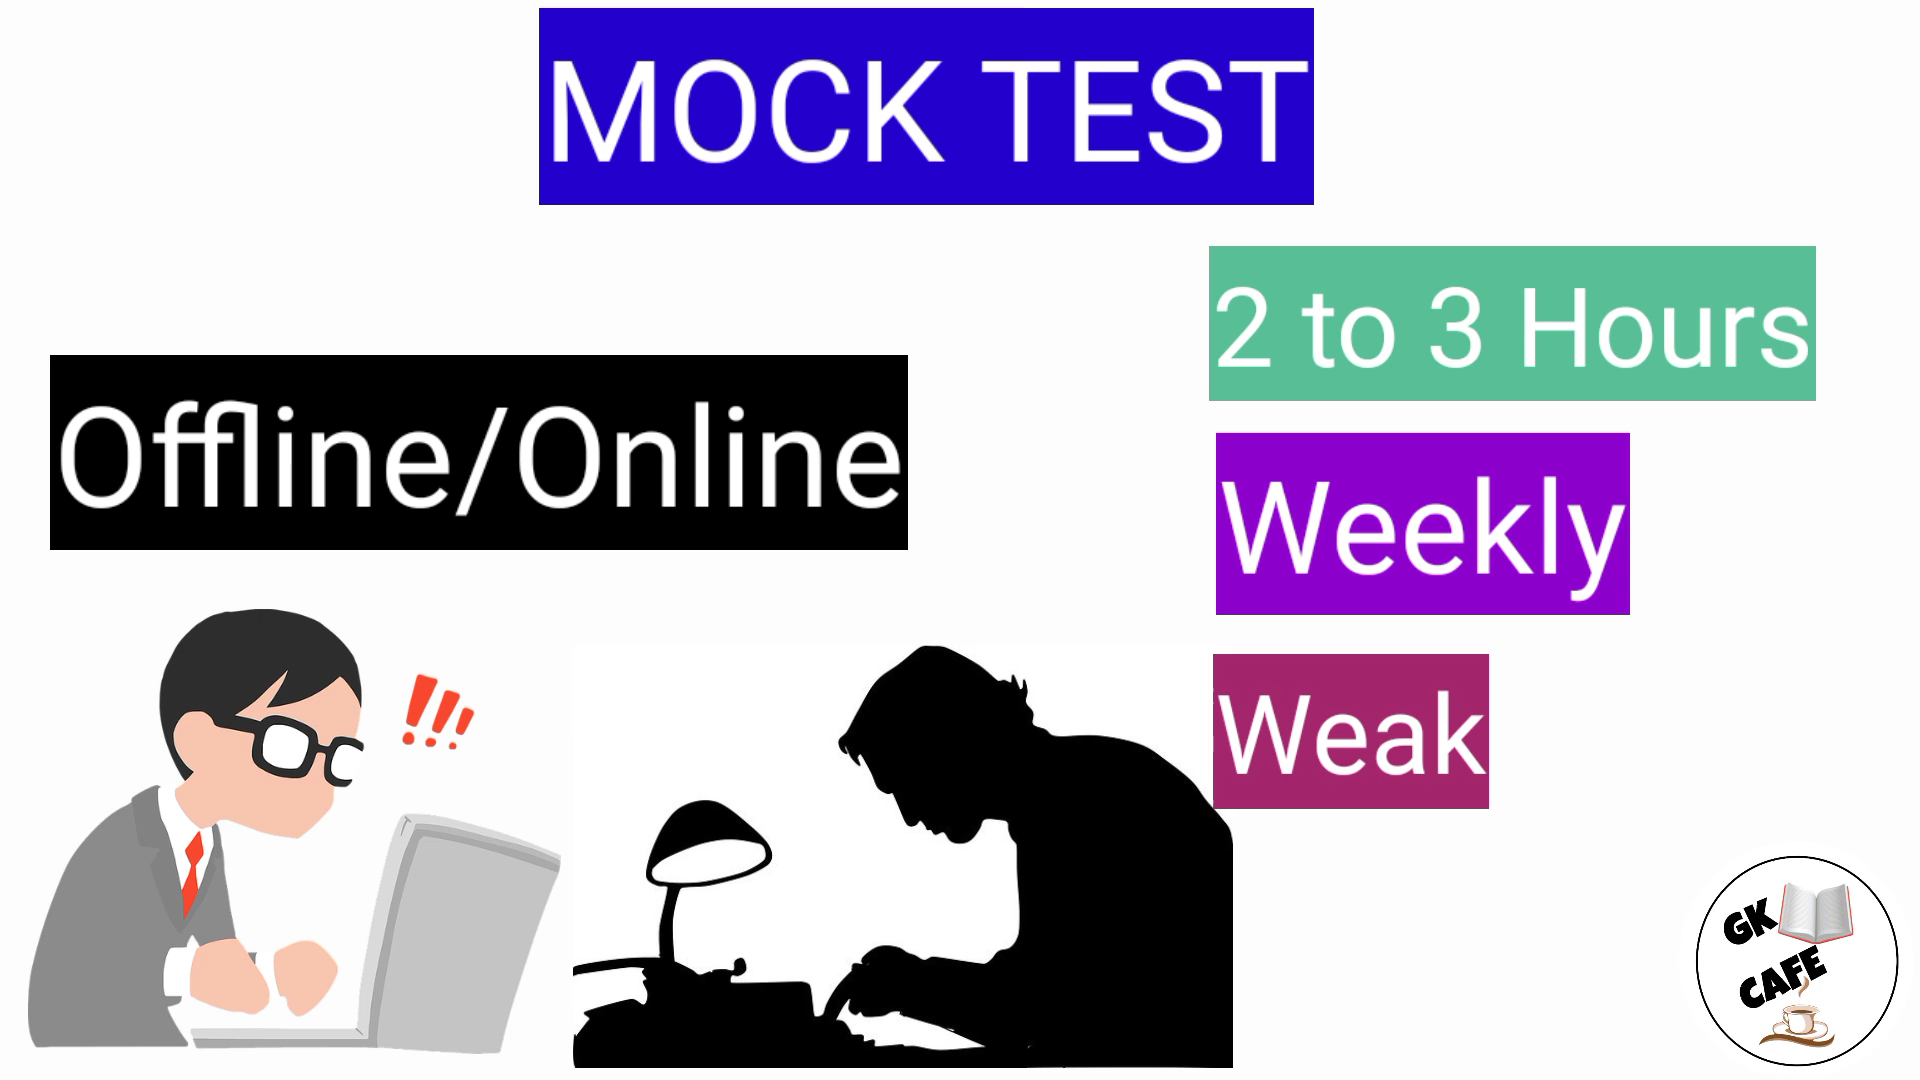 MOCK TEST
Offline/Online
2 to 3 Hours
Weekly
Weak
GK
CAFE